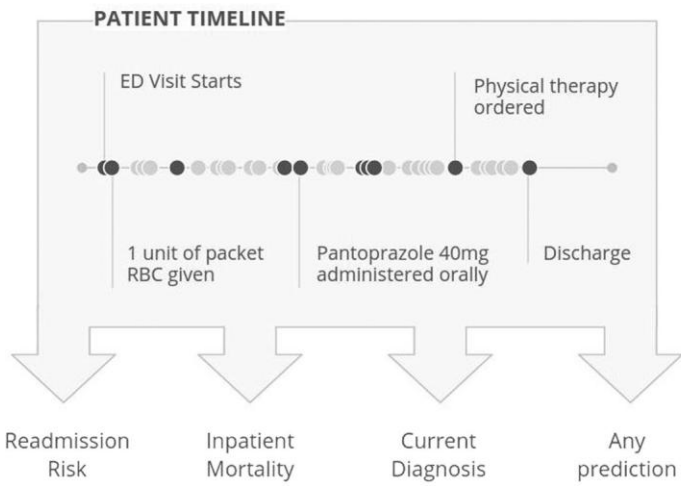 PATIENT TIMELINE
ED Visit Starts
Physical therapy
ordered
1 unit of packet
RBC given
Pantoprazole 40mg
administered orally
Discharge
Readmission
Risk
Inpatient
Mortality
Current
Diagnosis
Any
prediction